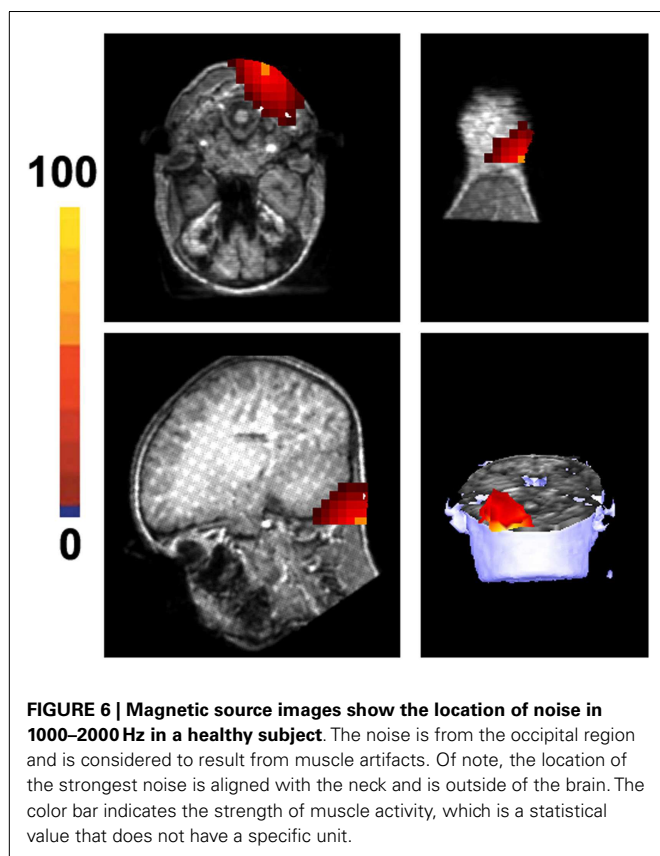 100
0
FIGURE 6 | Magnetic source images show the location of noise in
1000–2000 Hz in a healthy subject. The noise is from the occipital region
and is considered to result from muscle artifacts. Of note, the location of
the strongest noise is aligned with the neck and is outside of the brain. The
color bar indicates the strength of muscle activity, which is a statistical
value that does not have a specific unit.